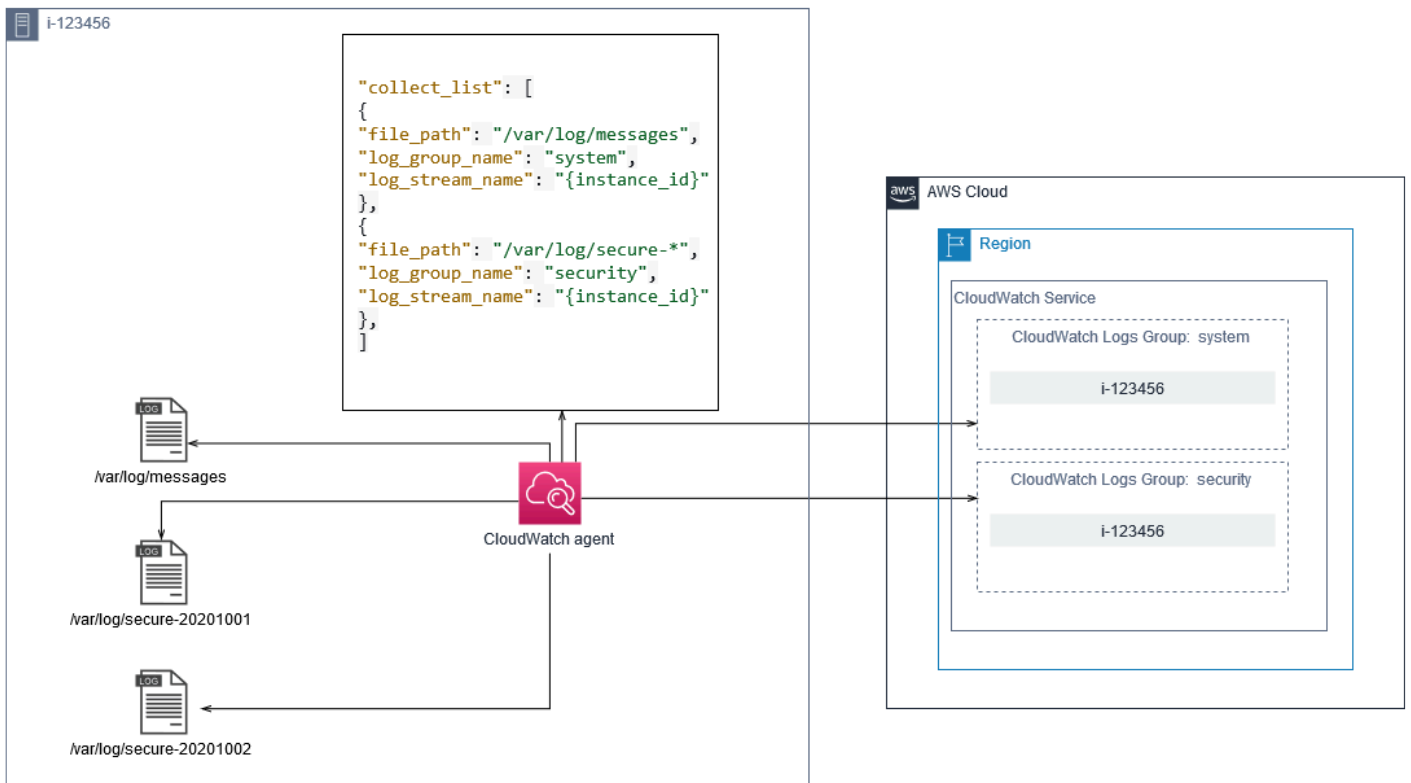 i-123456
"collect_list": [
{
"file_path": "/var/log/messages",
"log_group_name": "system",
"log_stream_name": "{instance_id}"
},
{
"file_path": "/var/log/secure-*",
"log_group_name": "security",
"log_stream_name": "{instance_id}"
},
]
LOG
/var/log/messages
LOG
/var/log/secure-20201001
LOG
/var/log/secure-20201002
CloudWatch agent
aws
AWS Cloud
Region
CloudWatch Service
CloudWatch Logs Group: system
i-123456
CloudWatch Logs Group: security
i-123456